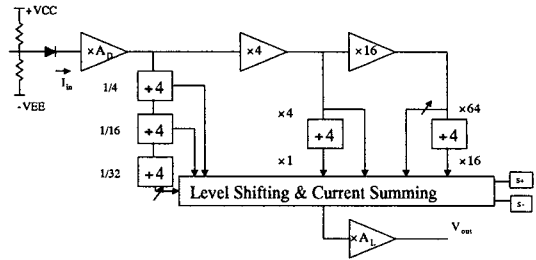 +VCC
×A_D
×4
×16
-VEE
I_in
1/4
÷4
1/16
÷4
1/32
÷4
×4
÷4
×1
×64
÷4
×16
Level Shifting & Current Summing
S+
S-
×A_L
V_out